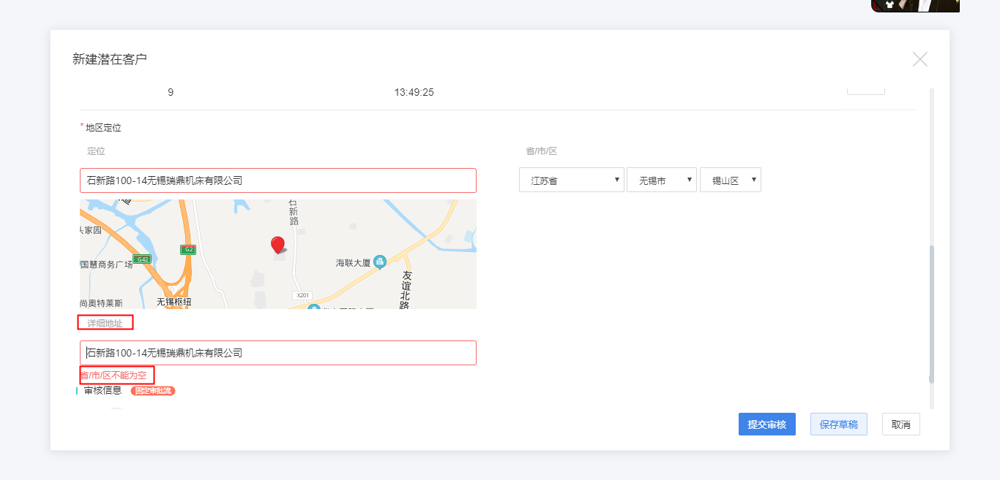 新建潜在客户
9
13:49:25
*地区定位
定位
省/市/区
石新路100-14无锡瑞鼎机床有限公司
江苏省
无锡市
锡山区
石新路
家园
G2
G42
国慧商务广场
海联大厦
友谊北路
X201
尚奥特莱斯
无锡枢纽
详细地址
石新路100-14无锡瑞鼎机床有限公司
省/市/区不能为空
审核信息
固定审批流
提交审核
保存草稿
取消